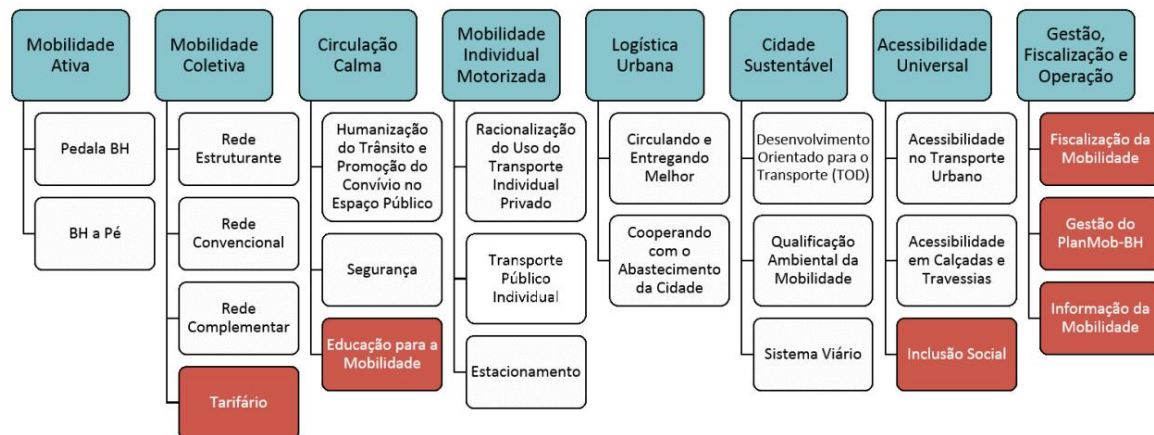 Mobilidade
Ativa
Pedala BH
BH a Pé
Mobilidade
Coletiva
Rede
Estruturante
Rede
Convencional
Rede
Complementar
Tarifário
Circulação
Calma
Humanização
do Trânsito e
Promoção do
Convívio no
Espaço Público
Segurança
Educação para a
Mobilidade
Mobilidade
Individual
Motorizada
Racionalização
do Uso do
Transporte
Individual
Privado
Transporte
Público
Individual
Estacionamento
Logística
Urbana
Circulando e
Entregando
Melhor
Cooperando
com o
Abastecimento
da Cidade
Cidade
Sustentável
Desenvolvimento
Orientado para o
Transporte (TOD)
Qualificação
Ambiental da
Mobilidade
Sistema Viário
Acessibilidade
Universal
Acessibilidade
no Transporte
Urbano
Acessibilidade
em Calçadas e
Travessias
Inclusão Social
Gestão,
Fiscalização e
Operação
Fiscalização da
Mobilidade
Gestão do
PlanMob-BH
Informação da
Mobilidade